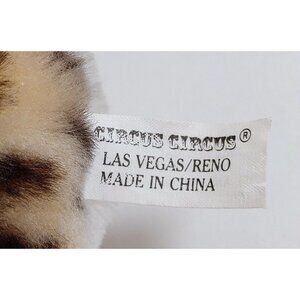 CIRCUS CIRCUS®
LAS VEGAS/RENO
MADE IN CHINA